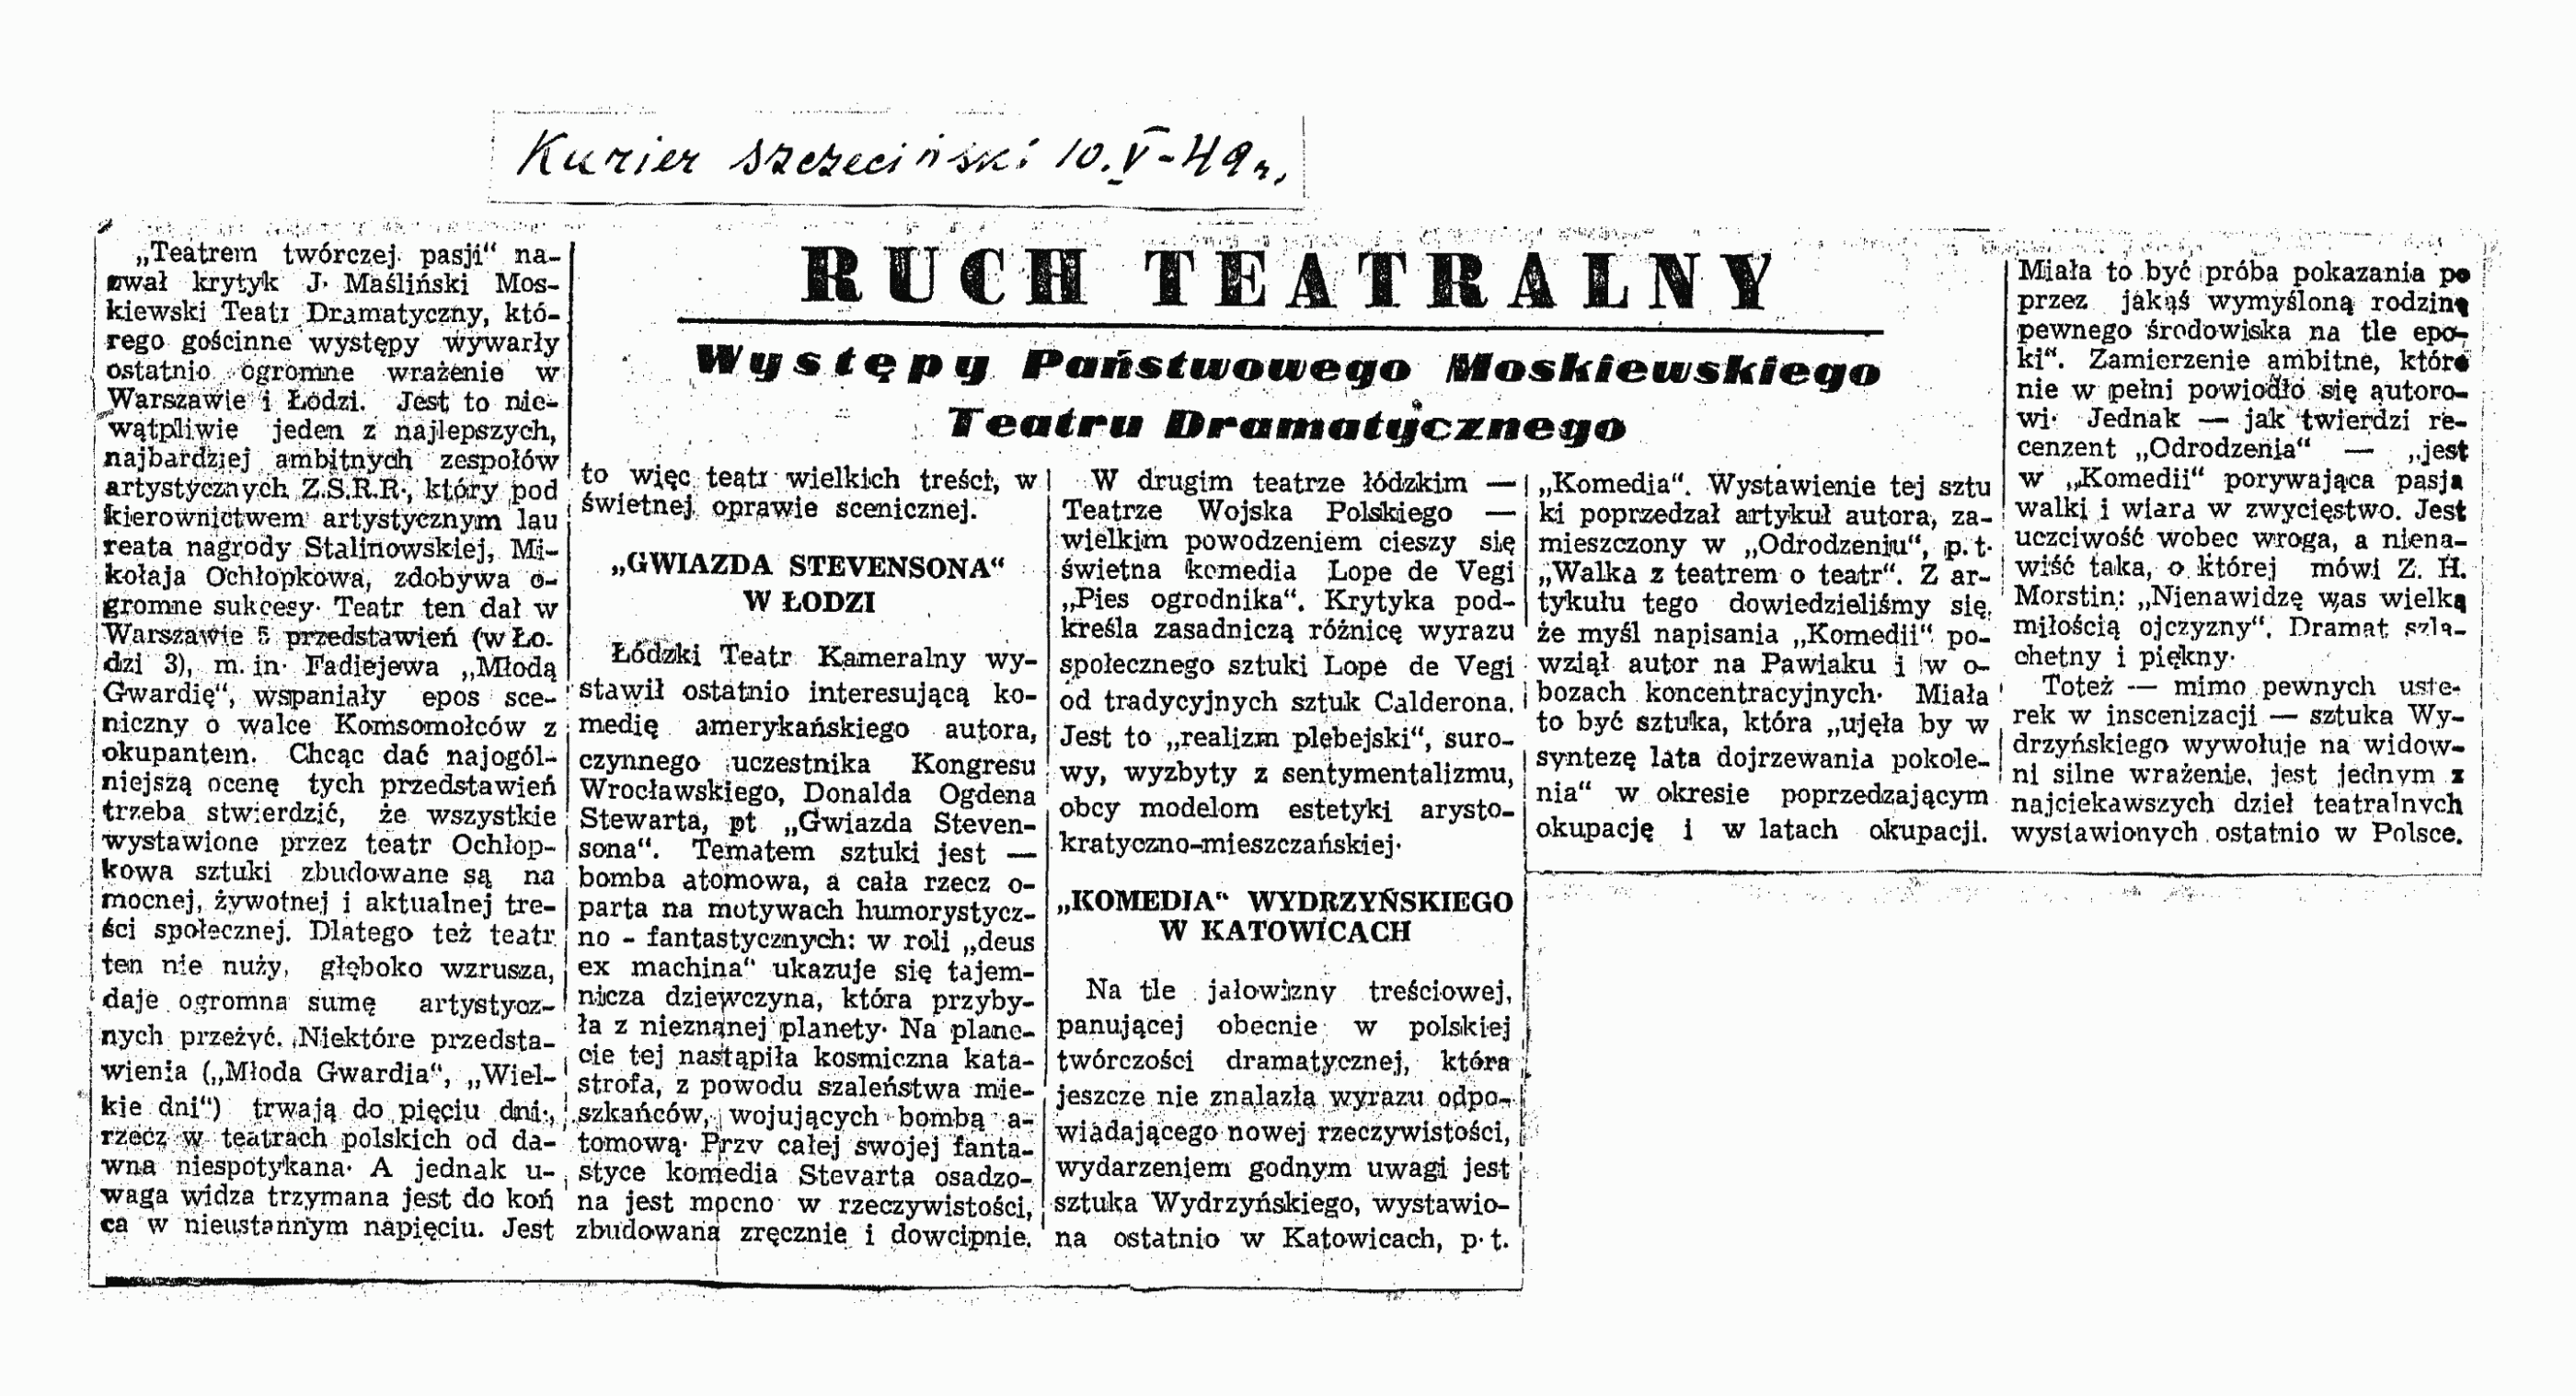 Kurier szczeciński 10.V-49r.
RUCH TEATRALNY
Występy Państwowego Moskiewskiego
Teatru Dramatycznego
„Teatrem twórczej pasji“ na-
zwał krytyk J. Maśliński Mos-
kiewski Teatr Dramatyczny, któ-
rego gościnne występy wywarły
ostatnio ogromne wrażenie w
Warszawie i Łodzi. Jest to nie-
wątpliwie jeden z najlepszych,
najbardziej ambitnych zespołów
artystycznych Z.S.R.R., który pod
kierownictwem artystycznym lau
reata nagrody Stalinowskiej, Mi-
kołaja Ochłopkowa, zdobywa o-
gromne sukcesy. Teatr ten dał w
Warszawie 5 przedstawień (w Ło.
dzi 3), m. in. Fadiejewa „Młodą
Gwardię“, wspaniały epos sce-
niczny o walce Komsomołców z
okupantem. Chcąc dać najogól-
niejszą ocenę tych przedstawień
trzeba stwierdzić, że wszystkie
wystawione przez teatr Ochłop-
kowa sztuki zbudowane są na
mocnej, żywotnej i aktualnej tre-
ści społecznej. Dlatego też teatr
ten nie nuży, głęboko wzrusza,
daje ogromna sumę artystycz-
nych przeżyć. Niektóre przedsta-
wienia („Młoda Gwardia“, „Wiel-
kie dni“) trwają do pięciu dni.,
rzecz w teatrach polskich od da-
wna niespotykana. A jednak u-
waga widza trzymana jest do koń
ca w nieustannym napięciu. Jest
to więc teatr wielkich treści, w
świetnej oprawie scenicznej.
„GWIAZDA STEVENSONA“
W ŁODZI
Łódzki Teatr Kameralny wy-
stawił ostatnio interesującą ko-
medię amerykańskiego autora,
czynnego uczestnika Kongresu
Wrocławskiego, Donalda Ogdena
Stewarta, pt „Gwiazda Steven-
sona“. Tematem sztuki jest —
bomba atomowa, a cała rzecz o-
parta na motywach humorystycz-
no - fantastycznych: w roli „deus
ex machina“ ukazuje się tajem-
nicza dziewczyna, która przyby-
ła z nieznanej planety. Na plane-
cie tej nastąpiła kosmiczna kata-
strofa, z powodu szaleństwa mie-
szkańców, wojujących bombą a-
tomową. Przy całej swojej fanta-
styce komedia Stevarta osadzo-
na jest mocno w rzeczywistości,
zbudowana zręcznie i dowcipnie.
W drugim teatrze łódzkim —
Teatrze Wojska Polskiego —
wielkim powodzeniem cieszy się
świetna komedia Lope de Vegi
„Pies ogrodnika“. Krytyka pod-
kreśla zasadniczą różnicę wyrazu
społecznego sztuki Lope de Vegi
od tradycyjnych sztuk Calderona.
Jest to „realizm plebejski“, suro-
wy, wyzbyty z sentymentalizmu,
obcy modelom estetyki arysto-
kratyczno-mieszczańskiej.
„KOMEDIA“ WYDRZYŃSKIEGO
W KATOWICACH
Na tle jałowizny treściowej,
panującej obecnie w polskiej
twórczości dramatycznej, która
jeszcze nie znalazła wyrazu odpo-
wiadającego nowej rzeczywistości,
wydarzeniem godnym uwagi jest
sztuka Wydrzyńskiego, wystawio-
na ostatnio w Katowicach, p. t.
„Komedia“. Wystawienie tej sztu
ki poprzedzał artykuł autora, za-
mieszczony w „Odrodzeniu“, p. t.
„Walka z teatrem o teatr“. Z ar-
tykułu tego dowiedzieliśmy się,
że myśl napisania „Komedii“ po-
wziął autor na Pawiaku i w o-
bozach koncentracyjnych. Miała
to być sztuka, która „ujęła by w
syntezę lata dojrzewania pokole-
nia“ w okresie poprzedzającym
okupację i w latach okupacji.
Miała to być próba pokazania po
przez jakąś wymyśloną rodzinę
pewnego środowiska na tle epo-
ki“. Zamierzenie ambitne, które
nie w pełni powiodło się autoro-
wi. Jednak — jak twierdzi re-
cenzent „Odrodzenia“ — „jest
w „Komedii“ porywająca pasja
walki i wiara w zwycięstwo. Jest
uczciwość wobec wroga, a niena-
wiść taka, o której mówi Z. H.
Morstin: „Nienawidzę was wielką
miłością ojczyzny“. Dramat szla-
chetny i piękny.
Toteż — mimo pewnych uste-
rek w inscenizacji — sztuka Wy-
drzyńskiego wywołuje na widow-
ni silne wrażenie, jest jednym z
najciekawszych dzieł teatralnych
wystawionych ostatnio w Polsce.